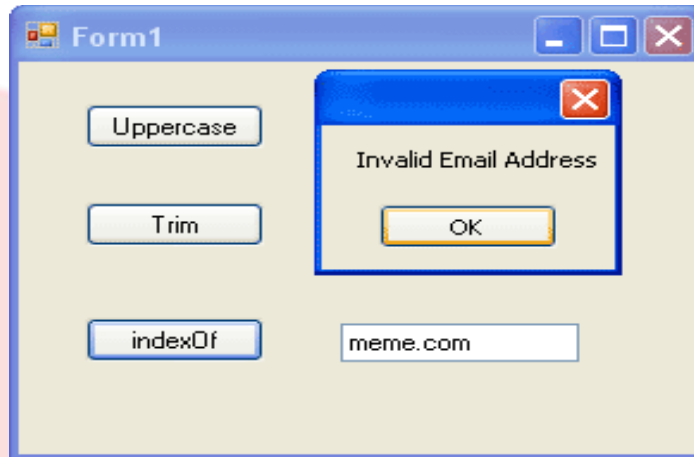 Form1
Uppercase
Invalid Email Address
OK
Trim
indexOf
meme.com